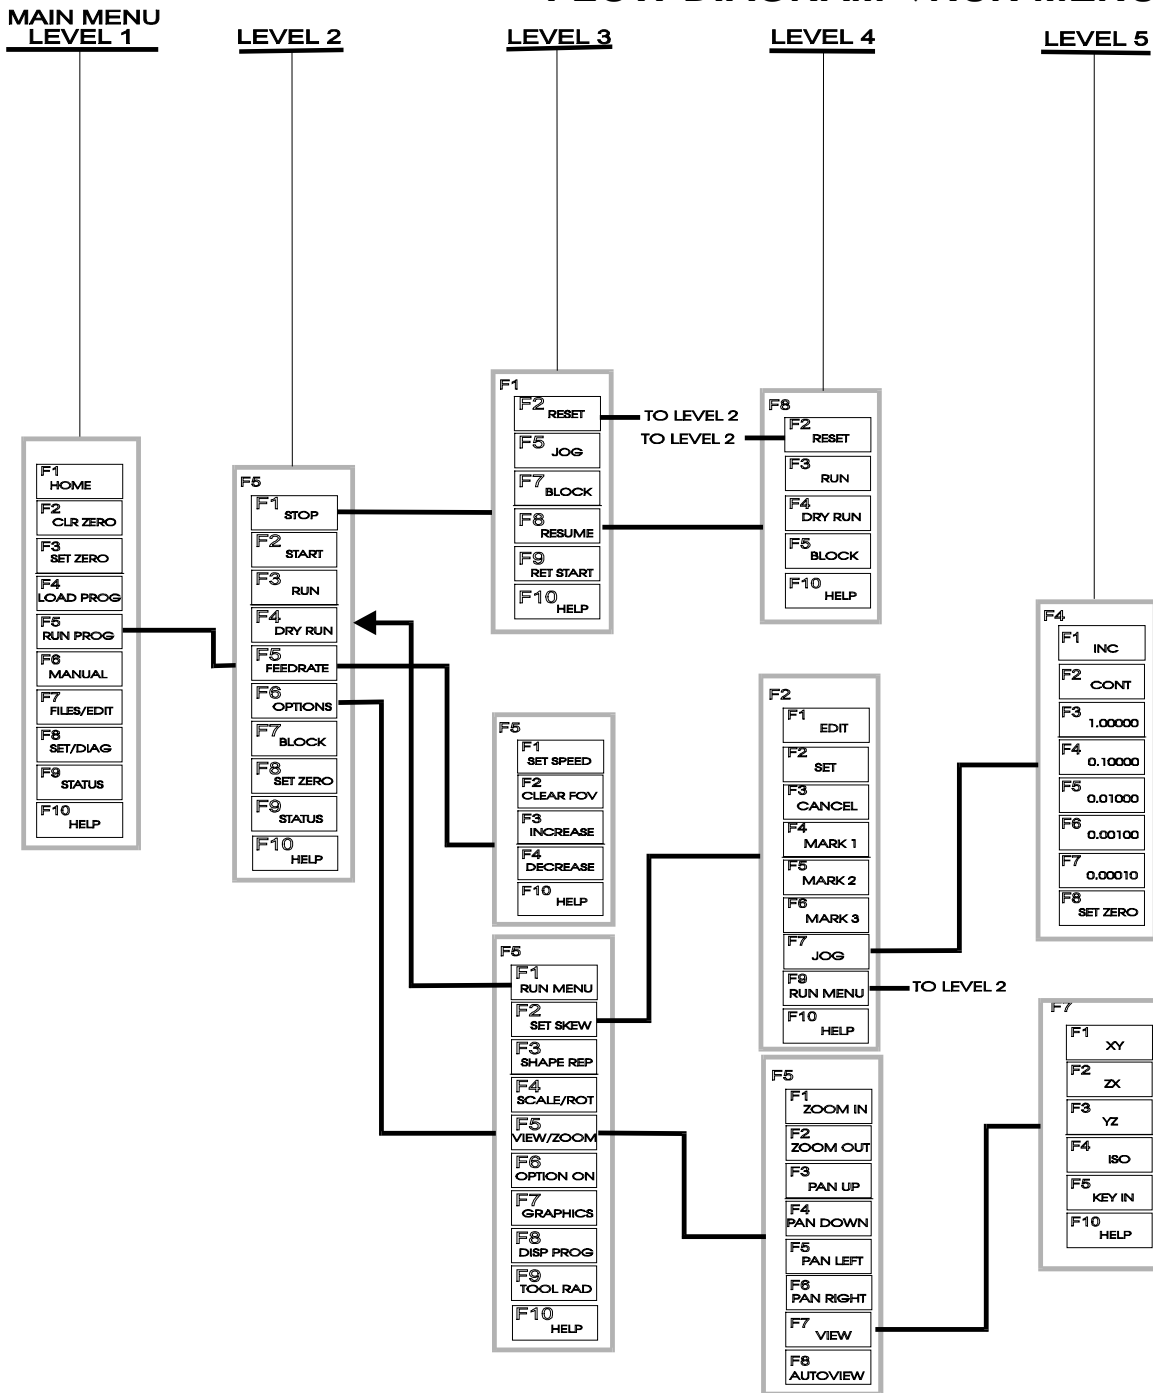 MAIN MENU
LEVEL 1
LEVEL 2
LEVEL 3
LEVEL 4
LEVEL 5
F1
HOME
F2
CLR ZERO
F3
SET ZERO
F4
LOAD PROG
F5
RUN PROG
F6
MANUAL
F7
FILES/EDIT
F8
SET/DIAG
F9
STATUS
F10
HELP
F5
F1
STOP
F2
START
F3
RUN
F4
DRY RUN
F5
FEEDRATE
F6
OPTIONS
F7
BLOCK
F8
SET ZERO
F9
STATUS
F10
HELP
F1
F2
RESET
TO LEVEL 2
F5
JOG
F7
BLOCK
F8
RESUME
F9
RET START
F10
HELP
F5
F1
SET SPEED
F2
CLEAR FOV
F3
INCREASE
F4
DECREASE
F10
HELP
F5
F1
RUN MENU
F2
SET SKEW
F3
SHAPE REP
F4
SCALE/ROT
F5
VIEW/ZOOM
F6
OPTION ON
F7
GRAPHICS
F8
DISP PROG
F9
TOOL RAD
F10
HELP
F8
TO LEVEL 2
F2
RESET
F3
RUN
F4
DRY RUN
F5
BLOCK
F10
HELP
F2
F1
EDIT
F2
SET
F3
CANCEL
F4
MARK 1
F5
MARK 2
F6
MARK 3
F7
JOG
F9
RUN MENU
TO LEVEL 2
F10
HELP
F5
F1
ZOOM IN
F2
ZOOM OUT
F3
PAN UP
F4
PAN DOWN
F5
PAN LEFT
F6
PAN RIGHT
F7
VIEW
F8
AUTOVIEW
F4
F1
INC
F2
CONT
F3
1.00000
F4
0.10000
F5
0.01000
F6
0.00100
F7
0.00010
F8
SET ZERO
F7
F1
XY
F2
ZX
F3
YZ
F4
ISO
F5
KEY IN
F10
HELP